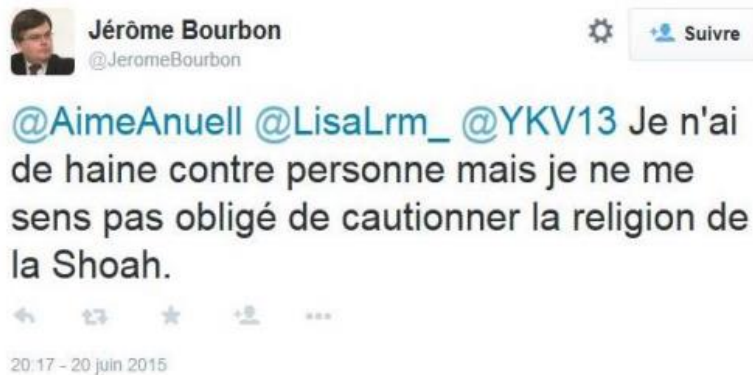 Jérôme Bourbon
@JeromeBourbon
Suivre
@AimeAnuell @LisaLrm_ @YKV13 Je n'ai
de haine contre personne mais je ne me
sens pas obligé de cautionner la religion de
la Shoah.
20:17 - 20 juin 2015